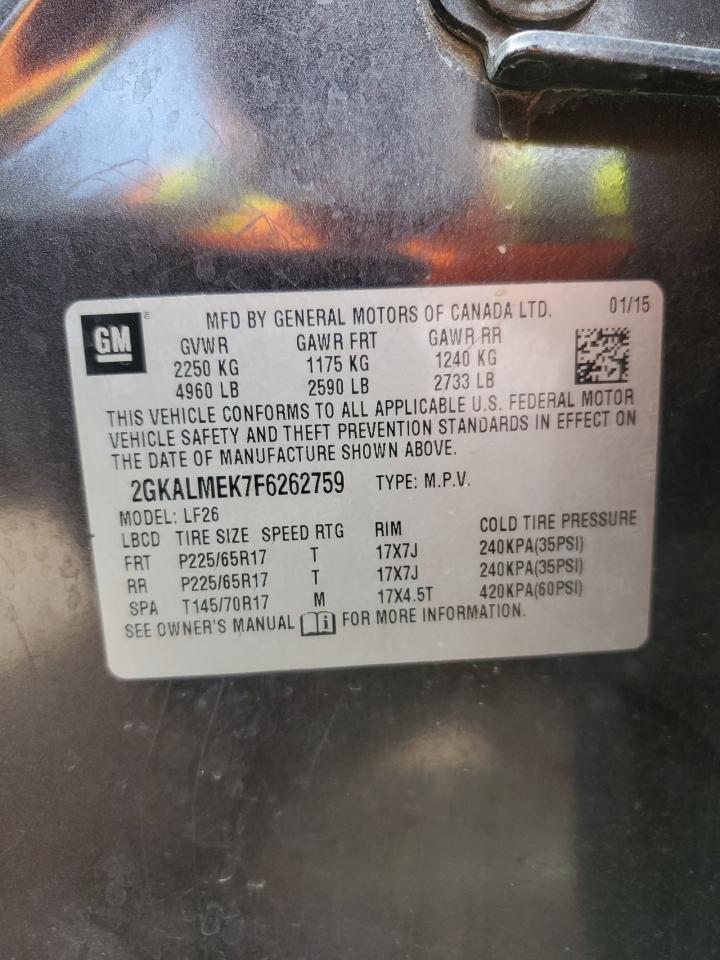 GM
MFD BY GENERAL MOTORS OF CANADA LTD. 01/15
GVWR GAWR FRT GAWR RR
2250 KG 1175 KG 1240 KG
4960 LB 2590 LB 2733 LB
THIS VEHICLE CONFORMS TO ALL APPLICABLE U.S. FEDERAL MOTOR
VEHICLE SAFETY AND THEFT PREVENTION STANDARDS IN EFFECT ON
THE DATE OF MANUFACTURE SHOWN ABOVE.
2GKALMEK7F6262759 TYPE: M.P.V.
MODEL: LF26
LBCD TIRE SIZE SPEED RTG RIM COLD TIRE PRESSURE
FRT P225/65R17 T 17X7J 240KPA(35PSI)
RR P225/65R17 T 17X7J 240KPA(35PSI)
SPA T145/70R17 M 17X4.5T 420KPA(60PSI)
SEE OWNER'S MANUAL i FOR MORE INFORMATION.